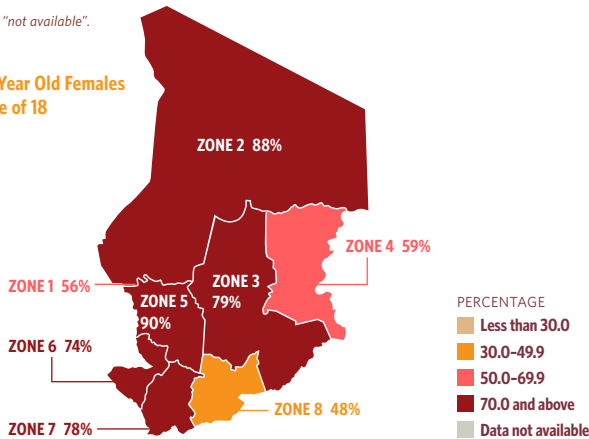 "not available".
Year Old Females
e of 18
ZONE 2 88%
ZONE 4 59%
ZONE 1 56%
ZONE 3
79%
ZONE 5
90%
ZONE 6 74%
ZONE 7 78%
ZONE 8 48%
PERCENTAGE
Less than 30.0
30.0–49.9
50.0–69.9
70.0 and above
Data not available